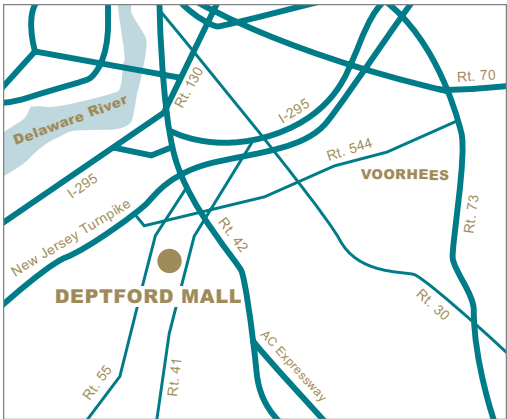 Rt. 70
Rt. 130
Delaware River
I-295
Rt. 544
VOORHEES
I-295
Rt. 73
New Jersey Turnpike
Rt. 42
DEPTFORD MALL
Rt. 30
AC Expressway
Rt. 55
Rt. 41